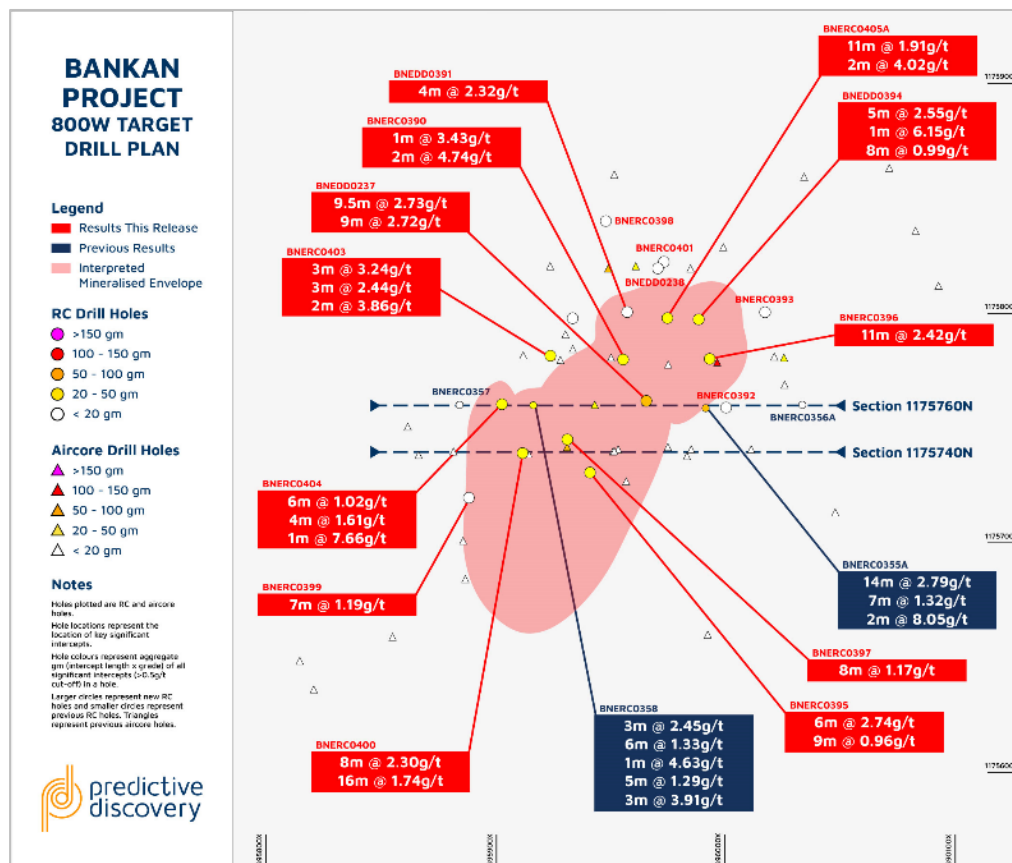 BANKAN
PROJECT
800W TARGET
DRILL PLAN
Legend
Results This Release
Previous Results
Interpreted
Mineralised Envelope
RC Drill Holes
>150 gm
100 - 150 gm
50 - 100 gm
20 - 50 gm
< 20 gm
Aircore Drill Holes
>150 gm
100 - 150 gm
50 - 100 gm
20 - 50 gm
< 20 gm
Notes
Holes plotted are RC and aircore
holes.
Hole locations represent the
location of key significant
intercepts.
Hole colours represent aggregate
gm (intercept length x grade) of all
significant intercepts (>0.5g/t
cut-off) in a hole.
Larger circles represent new RC
holes and smaller circles represent
previous RC holes. Triangles
represent previous aircore holes.
predictive
discovery
BNERC0405A
11m @ 1.91g/t
2m @ 4.02g/t
BNEDD0391
4m @ 2.32g/t
BNEDD0394
5m @ 2.55g/t
1m @ 6.15g/t
8m @ 0.99g/t
BNERC0390
1m @ 3.43g/t
2m @ 4.74g/t
BNEDD0237
9.5m @ 2.73g/t
9m @ 2.72g/t
BNERC0398
BNERC0403
3m @ 3.24g/t
3m @ 2.44g/t
2m @ 3.86g/t
BNERC0401
BNEDD0238
BNERC0393
BNERC0396
11m @ 2.42g/t
BNERC0357
BNERC0392
BNERC0356A
Section 1175760N
Section 1175740N
BNERC0404
6m @ 1.02g/t
4m @ 1.61g/t
1m @ 7.66g/t
BNERC0399
7m @ 1.19g/t
BNERC0355A
14m @ 2.79g/t
7m @ 1.32g/t
2m @ 8.05g/t
BNERC0397
8m @ 1.17g/t
BNERC0395
6m @ 2.74g/t
9m @ 0.96g/t
BNERC0358
3m @ 2.45g/t
6m @ 1.33g/t
1m @ 4.63g/t
5m @ 1.29g/t
3m @ 3.91g/t
BNERC0400
8m @ 2.30g/t
16m @ 1.74g/t